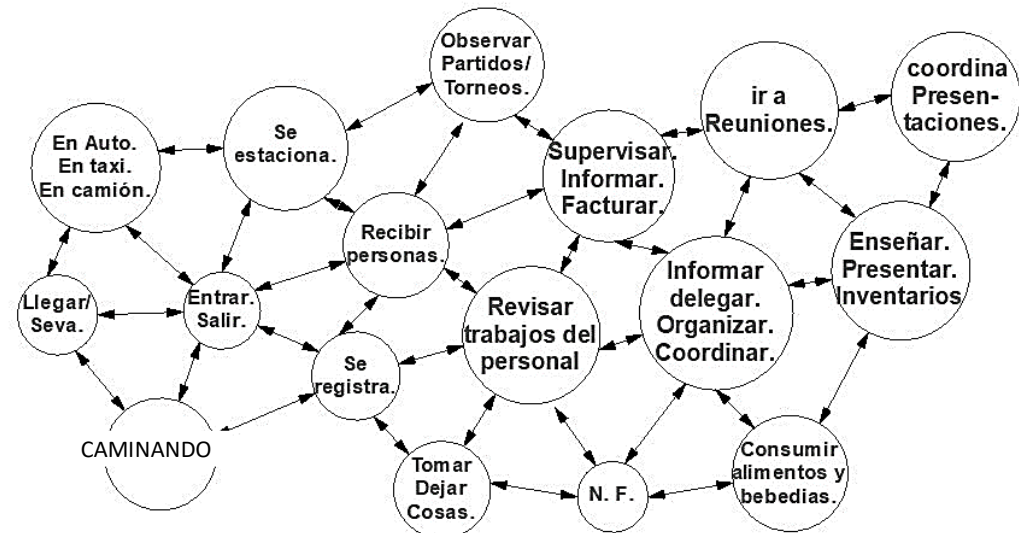 Observar
Partidos/
Torneos.
ir a
Reuniones.
coordina
Presen-
taciones.
En Auto.
En taxi.
En camión.
Se
estaciona.
Supervisar.
Informar.
Facturar.
Recibir
personas.
Enseñar.
Presentar.
Inventarios
Llegar/
Seva.
Entrar.
Salir.
Revisar
trabajos del
personal
Informar
delegar.
Organizar.
Coordinar.
Se
registra.
CAMINANDO
Tomar
Dejar
Cosas.
N. F.
Consumir
alimentos y
bebedias.